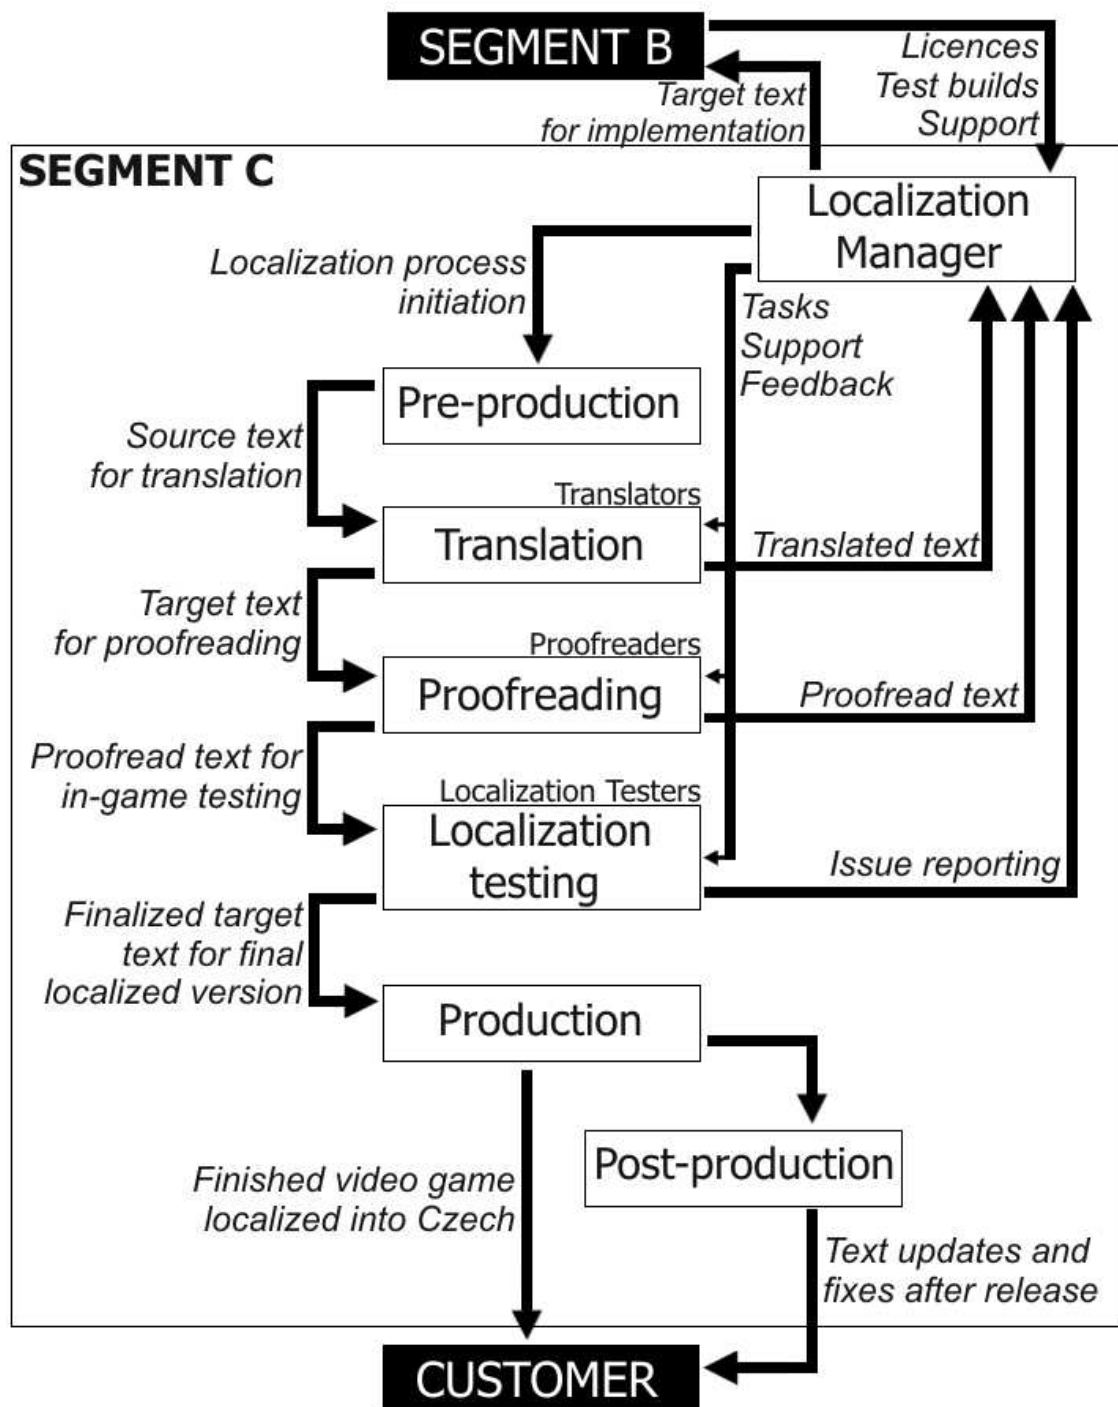 SEGMENT B
Licences
Test builds
Support
Target text
for implementation
SEGMENT C
Localization
Manager
Localization process
initiation
Tasks
Support
Feedback
Pre-production
Source text
for translation
Translators
Translation
Translated text
Target text
for proofreading
Proofreaders
Proofreading
Proofread text
Proofread text for
in-game testing
Localization Testers
Localization
testing
Issue reporting
Finalized target
text for final
localized version
Production
Post-production
Finished video game
localized into Czech
Text updates and
fixes after release
CUSTOMER